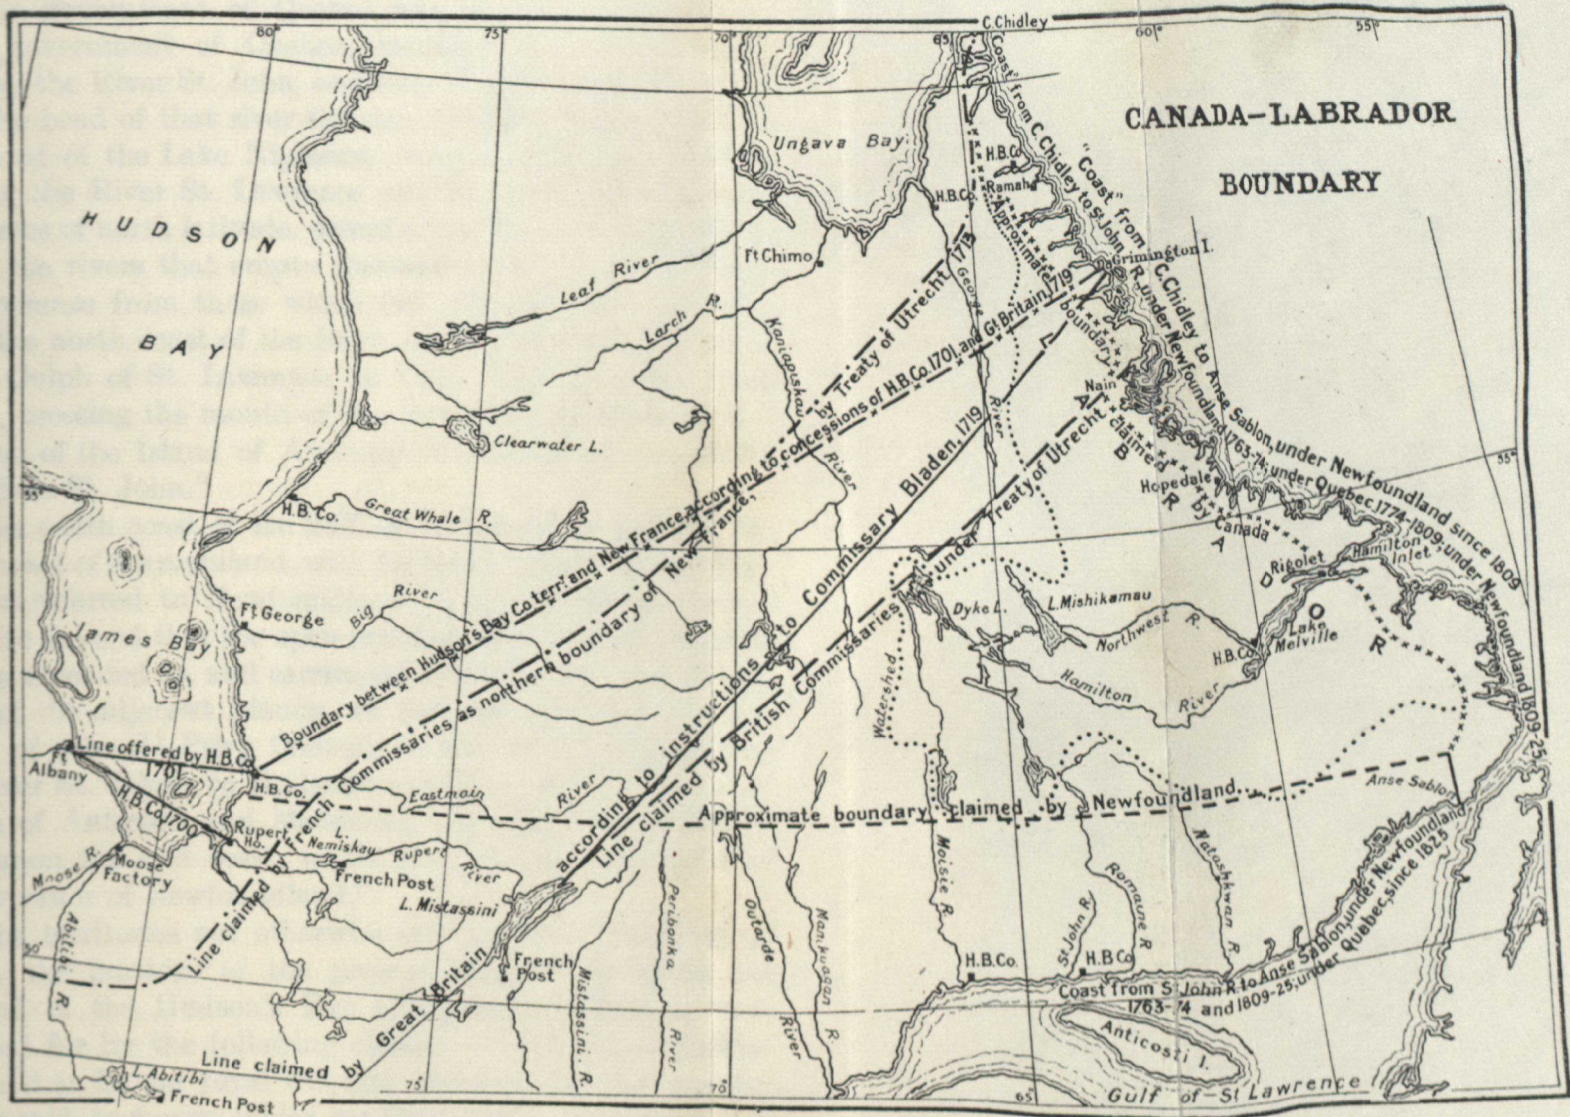 CANADA-LABRADOR
BOUNDARY
C. Chidley
80°
75°
70°
65°
60°
55°
HUDSON
BAY
Ungava Bay
H.B.Co.
Ramah
H.B.Co.
Ft Chimo
Grimington I.
"Coast" from C. Chidley to Anse Sablon, under Newfoundland since 1809
"Coast" from C. Chidley to St John R. under Newfoundland 1763-74, under Quebec 1774-1809, under Newfoundland 1809-25.
Approximate boundary claimed by Canada
Leaf River
Larch R.
Kaniapiskau River
George River
by Treaty of Utrecht, 1713
Boundary between Hudson's Bay Co terr. and New France according to concessions of H.B.Co. 1701, and Gt Britain, 1719
Line claimed by French Commissaries as northern boundary of New France,
according to instructions to Commissary Bladen, 1719
Line claimed by British Commissaries under Treaty of Utrecht.
LABRADOR
Nain
Hopedale
Clearwater L.
55°
55°
H.B. Co.
Great Whale R.
Rigolet
Hamilton Inlet
Ft George
Big River
James Bay
Dyke L.
L. Mishikamau
Northwest R.
Lake Melville
H.B.Co.
Hamilton River
Watershed
Line offered by H.B.Co.
1701
Ft Albany
H.B.Co. 1700
H.B.Co.
Eastmain River
Approximate boundary claimed by Newfoundland
Anse Sablon
Rupert Ho.
L. Nemiskau
Rupert River
French Post
Moose R.
Moose Factory
L. Mistassini
Abitibi R.
50°
French Post
Mistassini R.
Peribonka River
Outarde River
Manikuagan R.
Moisie R.
St John R.
Romaine R.
Natashkwan R.
H.B.Co.
H.B.Co.
Coast from St John R. to Anse Sablon, under Newfoundland
1763-74 and 1809-25, under Quebec, since 1825
Anticosti I.
Gulf of St Lawrence
Line claimed by Great Britain
L. Abitibi
French Post
75
70
65